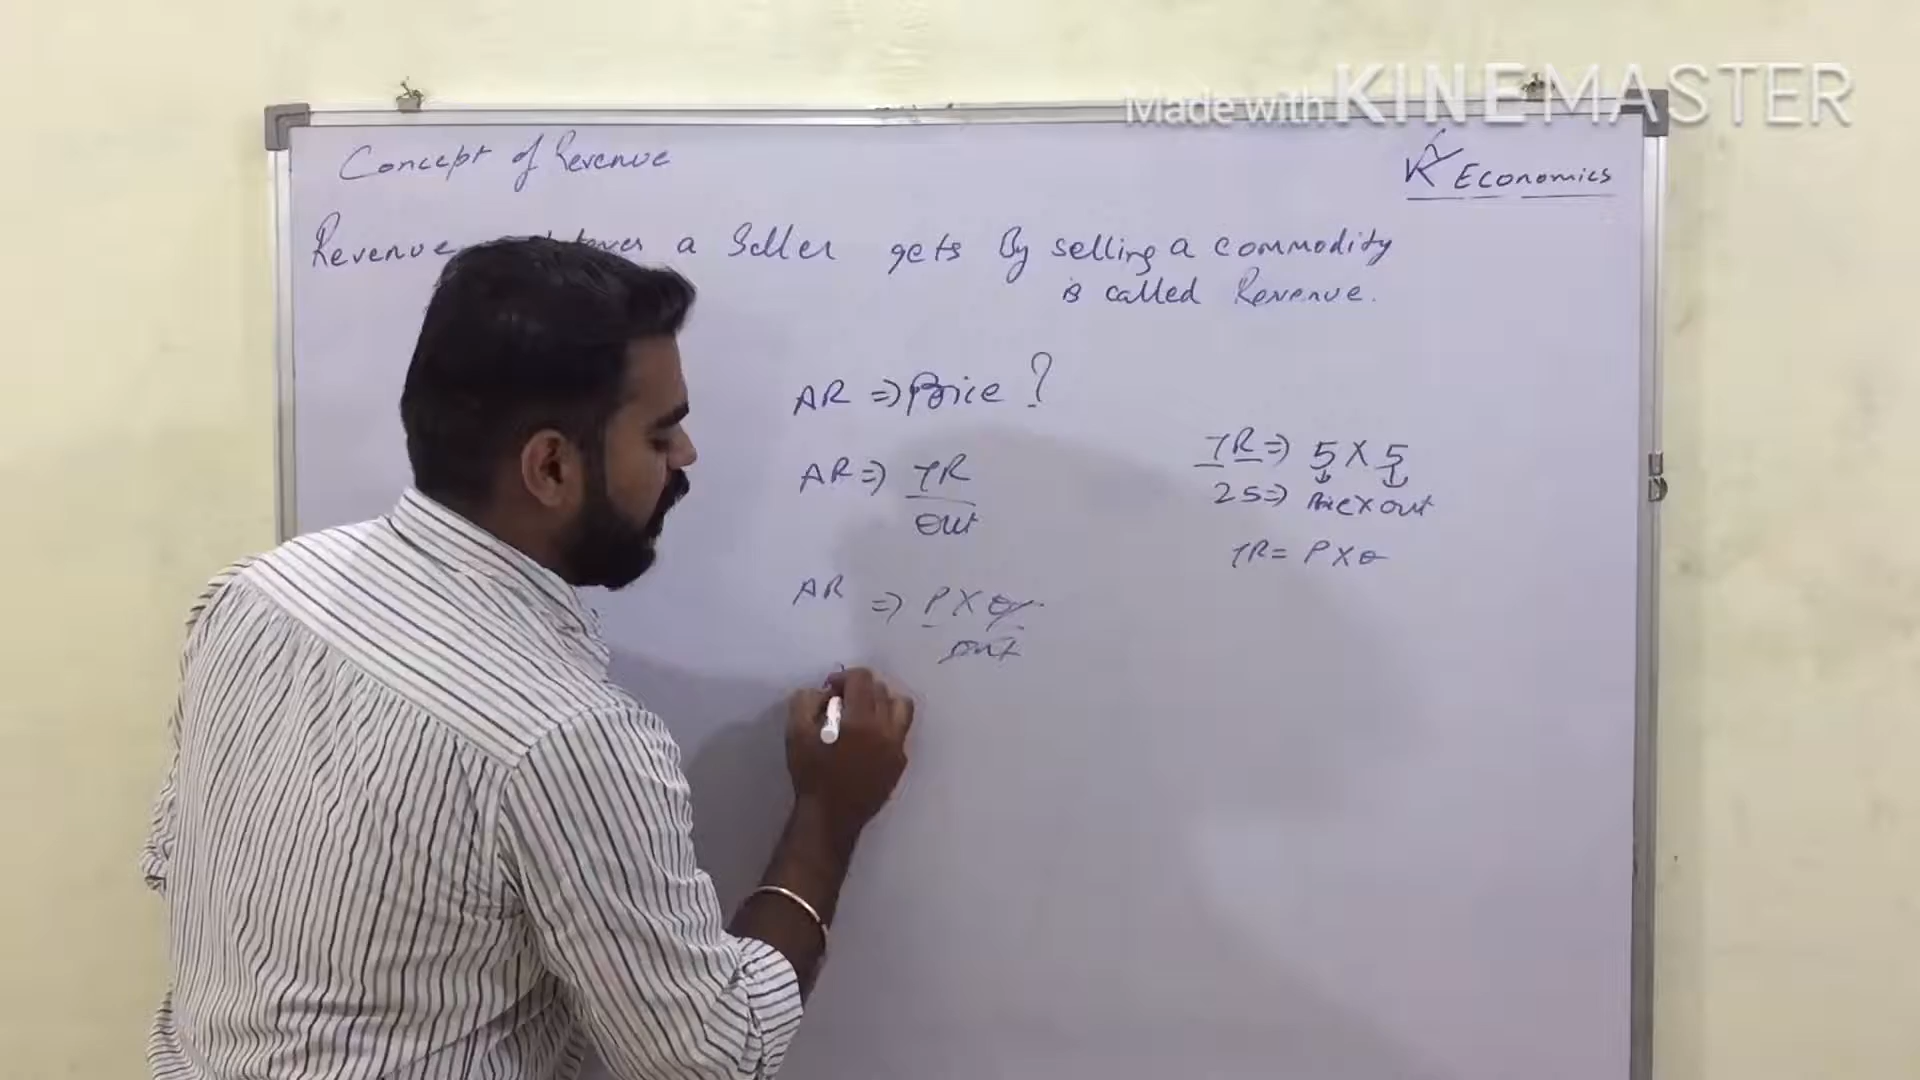 Made with KINEMASTER
Concept of Revenue
K Economics
Revenue a Seller gets By selling a commodity
is called Revenue.
AR => Price ?
AR => TR
out
TR => 5 X 5
25 => Price X out
TR = P X O
AR => P X O
out